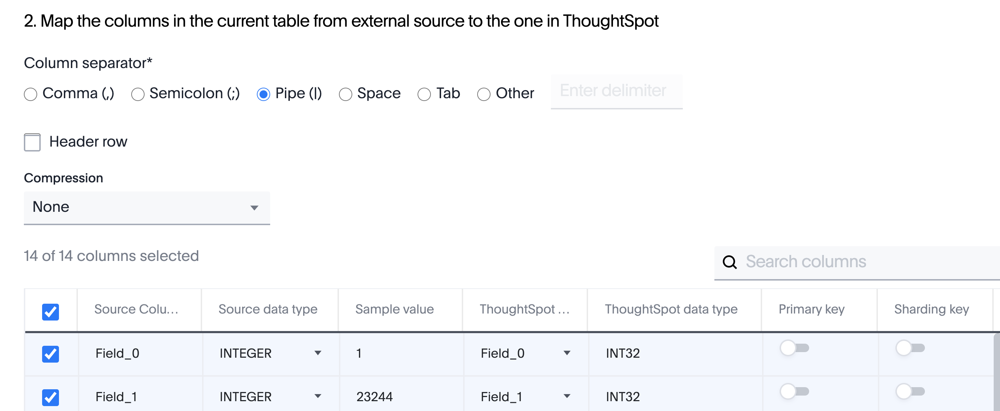 2. Map the columns in the current table from external source to the one in ThoughtSpot
Column separator*
Comma (,) Semicolon (;) Pipe (|) Space Tab Other Enter delimiter
Header row
Compression
None
14 of 14 columns selected
Search columns
Source Colu... Source data type Sample value ThoughtSpot ... ThoughtSpot data type Primary key Sharding key
Field_0 INTEGER 1 Field_0 INT32
Field_1 INTEGER 23244 Field_1 INT32